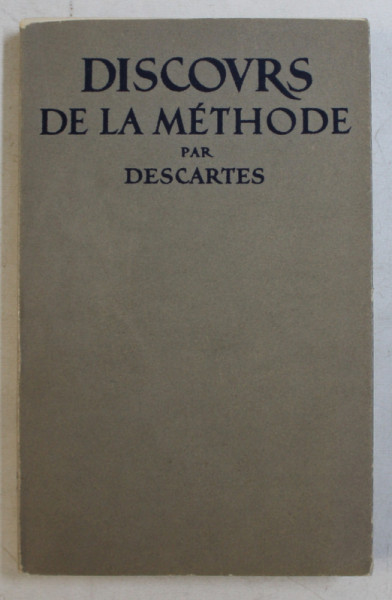 DISCOVRS
DE LA MÉTHODE
PAR
DESCARTES